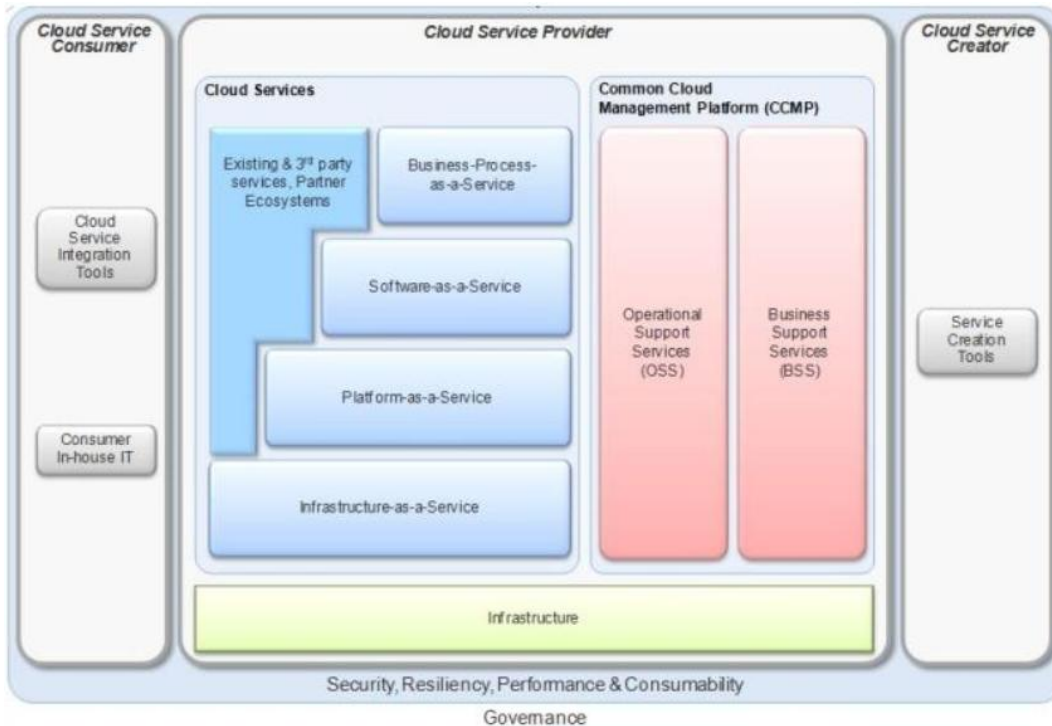 Cloud Service
Consumer
Cloud Service Provider
Cloud Service
Creator
Cloud Services
Common Cloud
Management Platform (CCMP)
Existing & 3rd party
services, Partner
Ecosystems
Business-Process-
as-a-Service
Cloud
Service
Integration
Tools
Software-as-a-Service
Operational
Support
Services
(OSS)
Business
Support
Services
(BSS)
Service
Creation
Tools
Platform-as-a-Service
Consumer
In-house IT
Infrastructure-as-a-Service
Infrastructure
Security, Resiliency, Performance & Consumability
Governance